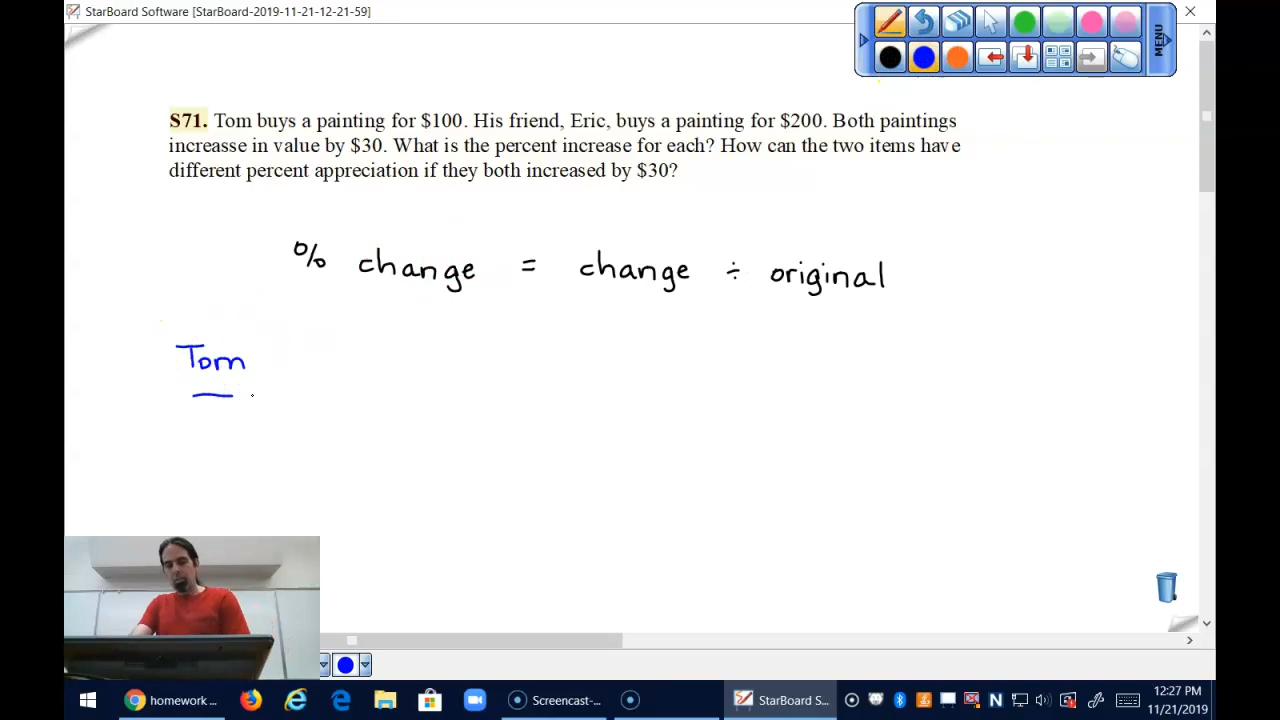 StarBoard Software [StarBoard-2019-11-21-12-21-59]
MENU
S71. Tom buys a painting for $100. His friend, Eric, buys a painting for $200. Both paintings
increasse in value by $30. What is the percent increase for each? How can the two items have
different percent appreciation if they both increased by $30?
% change = change ÷ original
Tom
homework ...
Screencast-...
StarBoard S...
12:27 PM
11/21/2019